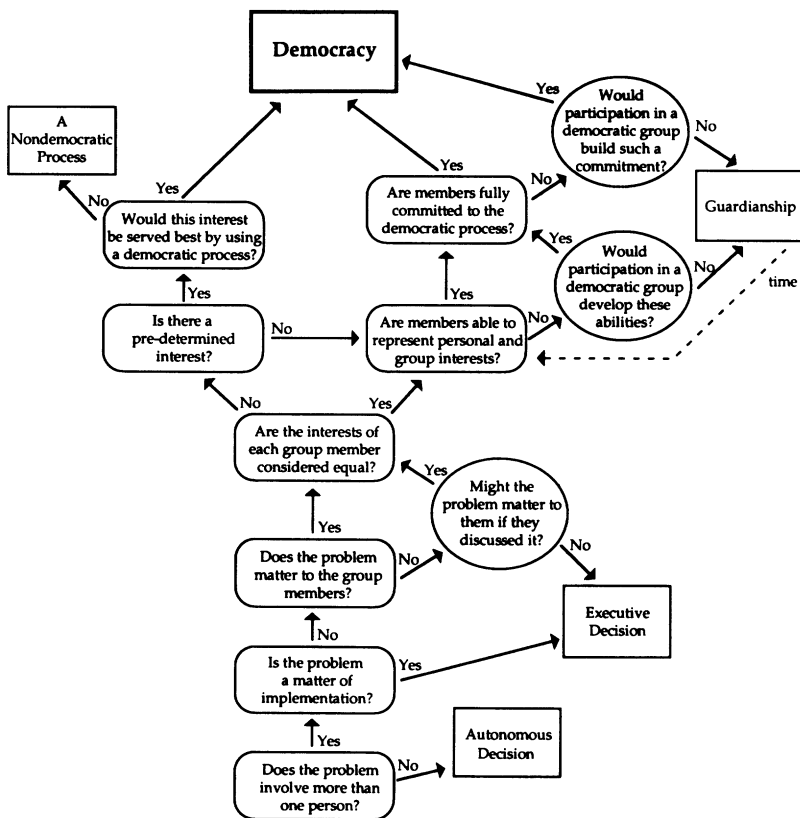 Democracy
A
Nondemocratic
Process
Would
participation in a
democratic group
build such a
commitment?
Yes
No
Yes
Yes
No
No
Would this interest
be served best by using
a democratic process?
Are members fully
committed to the
democratic process?
Guardianship
Yes
Would
participation in a
democratic group
develop these
abilities?
No
time
Yes
Yes
Is there a
pre-determined
interest?
No
Are members able to
represent personal and
group interests?
No
No
Yes
Are the interests of
each group member
considered equal?
Yes
Might the
problem matter to
them if they
discussed it?
Yes
No
Does the problem
matter to the group
members?
No
Executive
Decision
No
Is the problem
a matter of
implementation?
Yes
Yes
Autonomous
Decision
Does the problem
involve more than
one person?
No